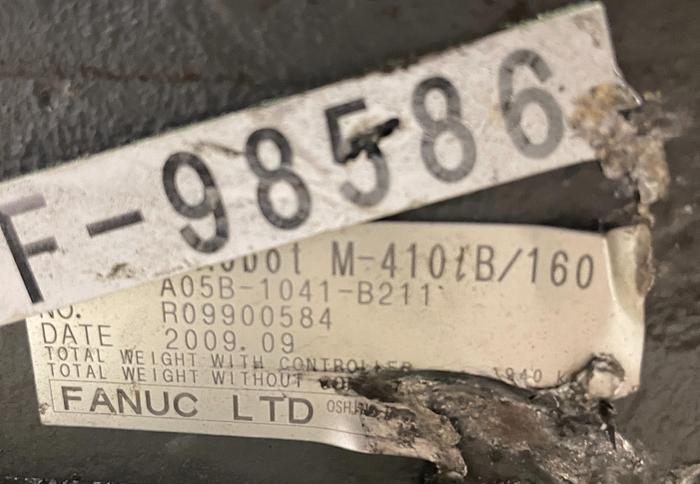 F-98586
Robot M-410iB/160
A05B-1041-B211
NO. R09900584
DATE 2009.09
TOTAL WEIGHT WITH CONTROLLER
TOTAL WEIGHT WITHOUT
FANUC LTD